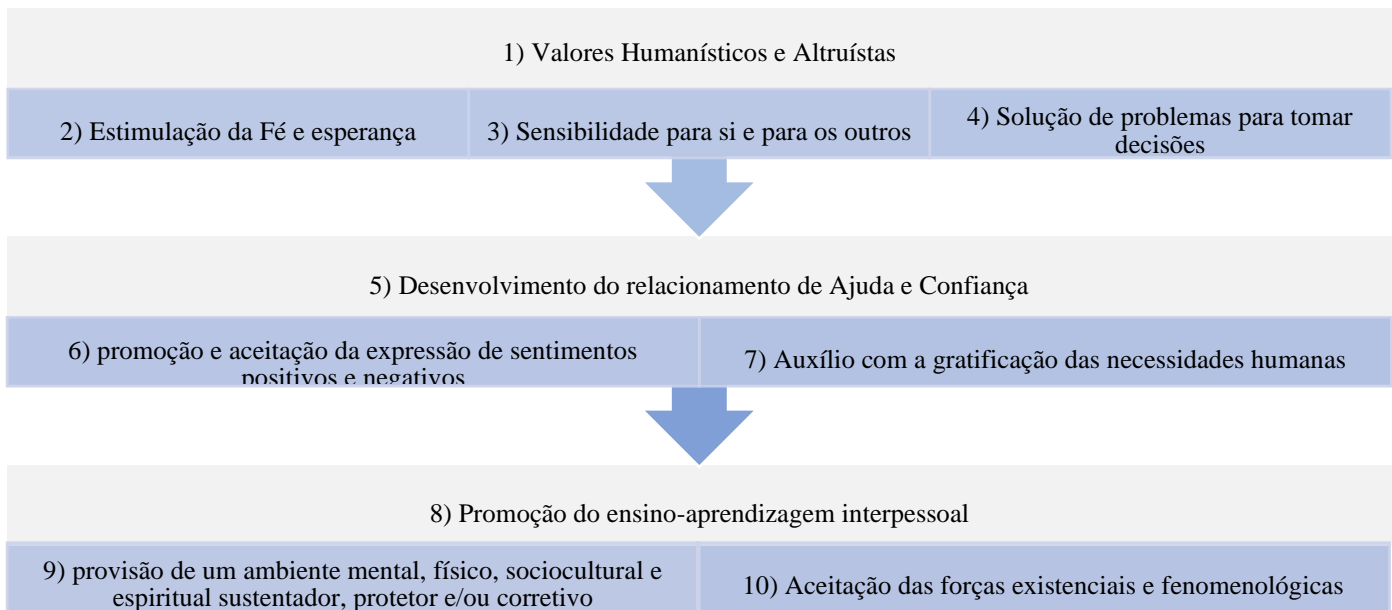 1) Valores Humanísticos e Altruístas
2) Estimulação da Fé e esperança
3) Sensibilidade para si e para os outros
4) Solução de problemas para tomar
decisões
5) Desenvolvimento do relacionamento de Ajuda e Confiança
6) promoção e aceitação da expressão de sentimentos
positivos e negativos
7) Auxílio com a gratificação das necessidades humanas
8) Promoção do ensino-aprendizagem interpessoal
9) provisão de um ambiente mental, físico, sociocultural e
espiritual sustentador, protetor e/ou corretivo
10) Aceitação das forças existenciais e fenomenológicas